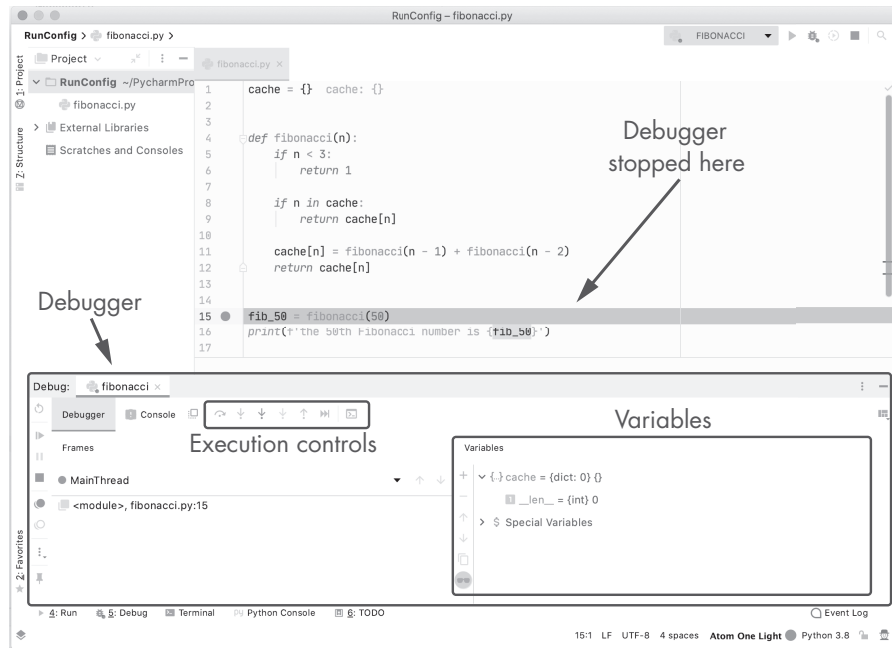 RunConfig – fibonacci.py
RunConfig > fibonacci.py >
FIBONACCI
1: Project
Project
fibonacci.py ×
RunConfig ~/PycharmPro
fibonacci.py
External Libraries
Scratches and Consoles
Z: Structure
1 cache = {} cache: {}
2
3
4 def fibonacci(n):
5 if n < 3:
6 return 1
7
8 if n in cache:
9 return cache[n]
10
11 cache[n] = fibonacci(n - 1) + fibonacci(n - 2)
12 return cache[n]
13
14
15 fib_50 = fibonacci(50)
16 print(f'the 50th Fibonacci number is {fib_50}')
17
Debugger
stopped here
Debugger
Debug: fibonacci ×
Debugger Console
Execution controls
Variables
Frames
MainThread
<module>, fibonacci.py:15
Variables
{..} cache = {dict: 0} {}
__len__ = {int} 0
Special Variables
2: Favorites
4: Run 5: Debug Terminal Python Console 6: TODO Event Log
15:1 LF UTF-8 4 spaces Atom One Light Python 3.8